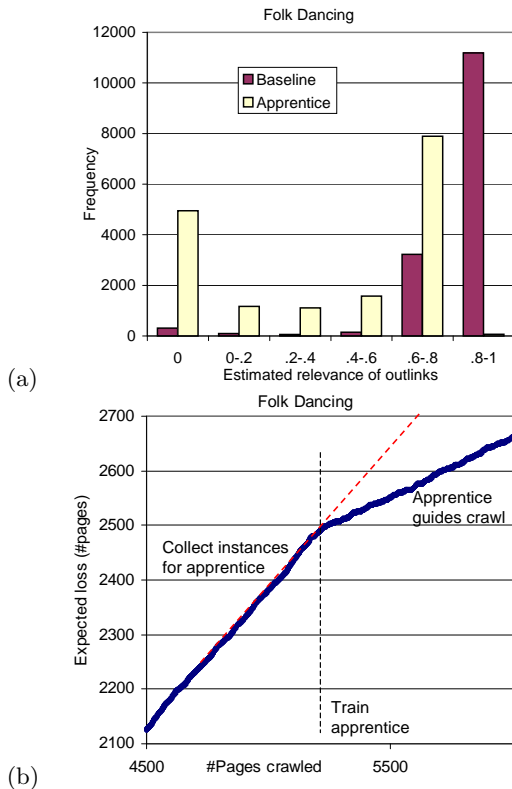 Folk Dancing
12000
10000
8000
6000
4000
2000
0
Frequency
Baseline
Apprentice
0 0-.2 .2-.4 .4-.6 .6-.8 .8-1
Estimated relevance of outlinks
(a)
Folk Dancing
2700
2600
2500
2400
2300
2200
2100
Expected loss (#pages)
Apprentice
guides crawl
Collect instances
for apprentice
Train
apprentice
4500 #Pages crawled 5500
(b)